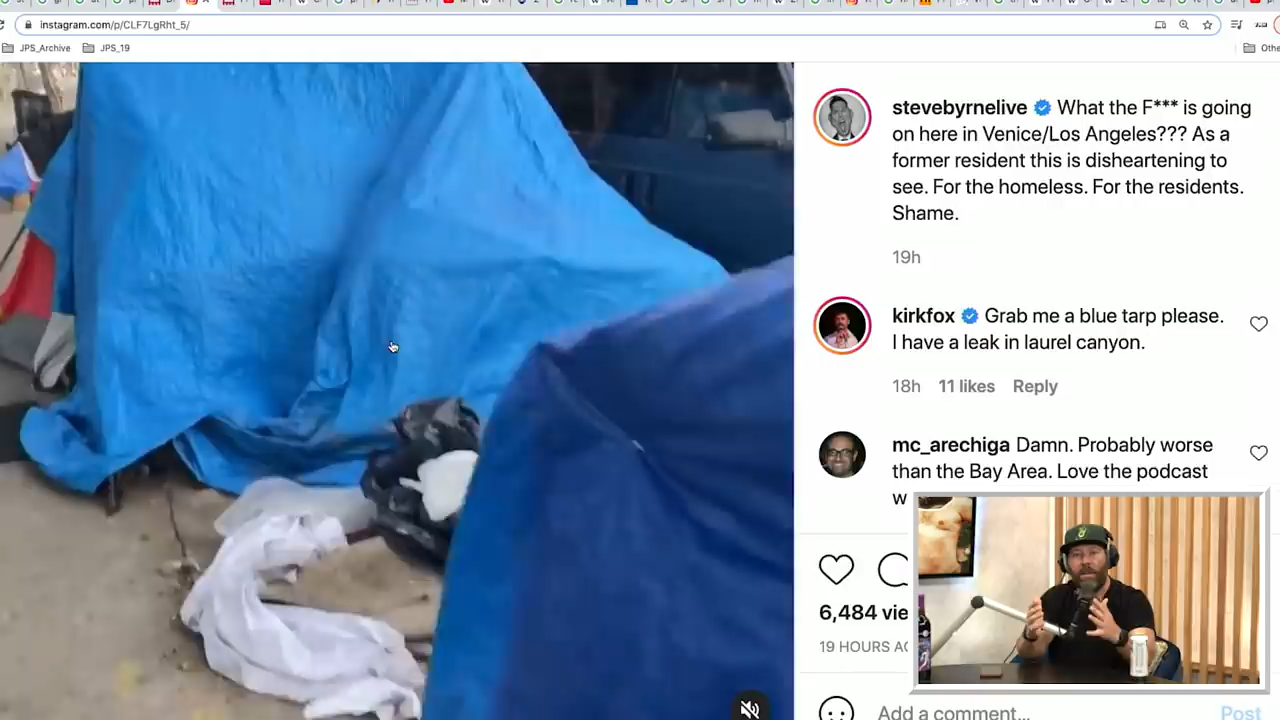 instagram.com/p/CLF7LgRht_5/
JPS_Archive
JPS_19
stevebyrnelive What the F*** is going
on here in Venice/Los Angeles??? As a
former resident this is disheartening to
see. For the homeless. For the residents.
Shame.
19h
kirkfox Grab me a blue tarp please.
I have a leak in laurel canyon.
18h 11 likes Reply
mc_arechiga Damn. Probably worse
than the Bay Area. Love the podcast
6,484
19 HOURS
Add a comment...
Post